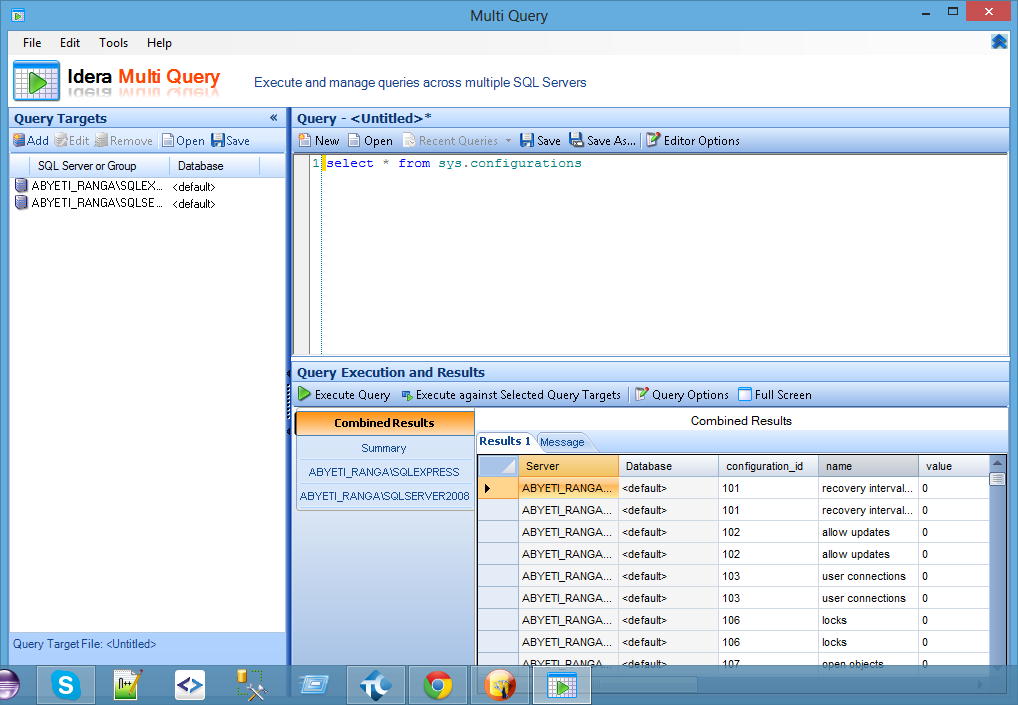 Multi Query
File Edit Tools Help
Idera Multi Query
Execute and manage queries across multiple SQL Servers
Query Targets «
Add Edit Remove Open Save
SQL Server or Group Database
ABYETI_RANGA\SQLEX... <default>
ABYETI_RANGA\SQLSE... <default>
Query Target File: <Untitled>
Query - <Untitled>*
New Open Recent Queries Save Save As... Editor Options
1 select * from sys.configurations
Query Execution and Results
Execute Query Execute against Selected Query Targets Query Options Full Screen
Combined Results
Summary
ABYETI_RANGA\SQLEXPRESS
ABYETI_RANGA\SQLSERVER2008
Combined Results
Results 1 Message
Server Database configuration_id name value
ABYETI_RANGA... <default> 101 recovery interval... 0
ABYETI_RANGA... <default> 101 recovery interval... 0
ABYETI_RANGA... <default> 102 allow updates 0
ABYETI_RANGA... <default> 102 allow updates 0
ABYETI_RANGA... <default> 103 user connections 0
ABYETI_RANGA... <default> 103 user connections 0
ABYETI_RANGA... <default> 106 locks 0
ABYETI_RANGA... <default> 106 locks 0
ABYETI_RANGA... <default> 107 open objects 0